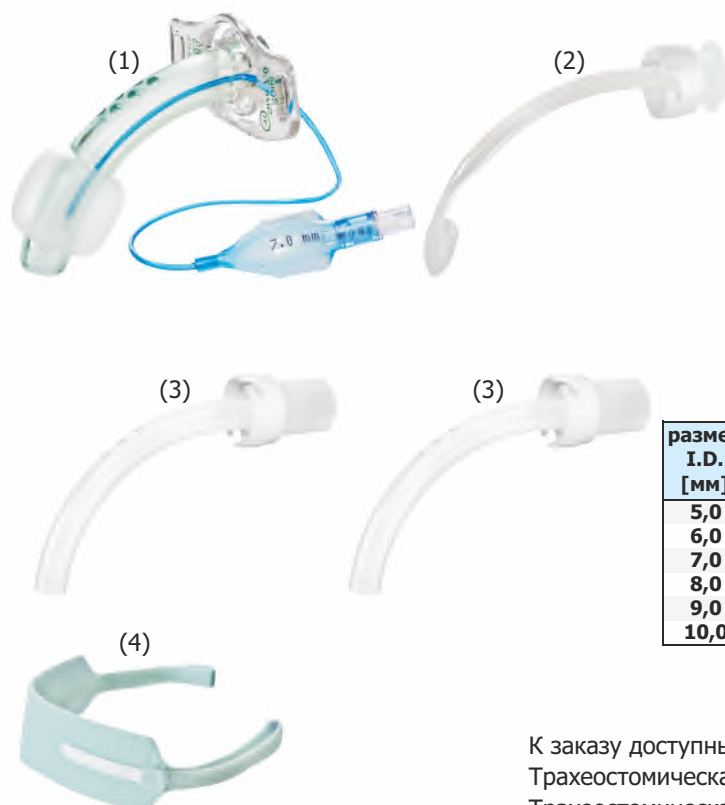 (1)
(2)
7.0 mm
(3)
(3)
разме
I.D.
[мм]
5,0
6,0
7,0
8,0
9,0
10,0
(4)
К заказу доступны
Трахеостомическа